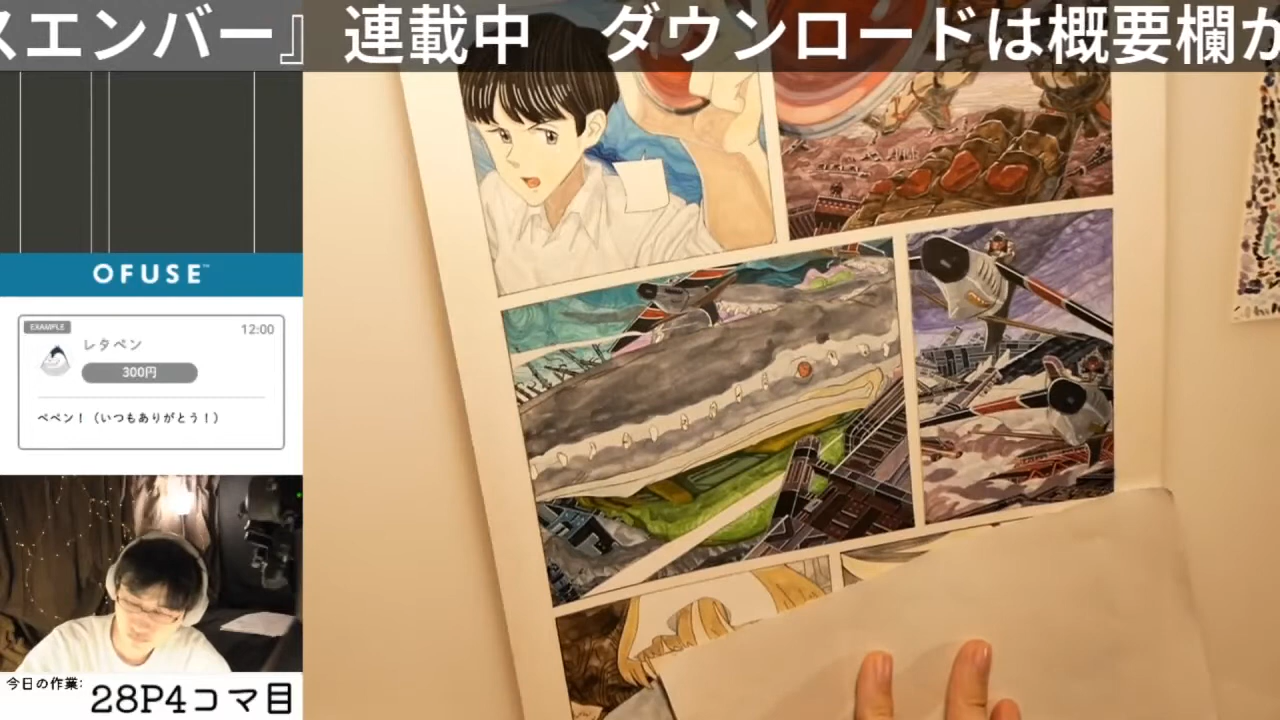 スエンバー』 連載中　ダウンロードは概要欄か
OFUSE™
EXAMPLE
12:00
レタペン
300円
ペペン！（いつもありがとう！）
今日の作業:
28P4コマ目